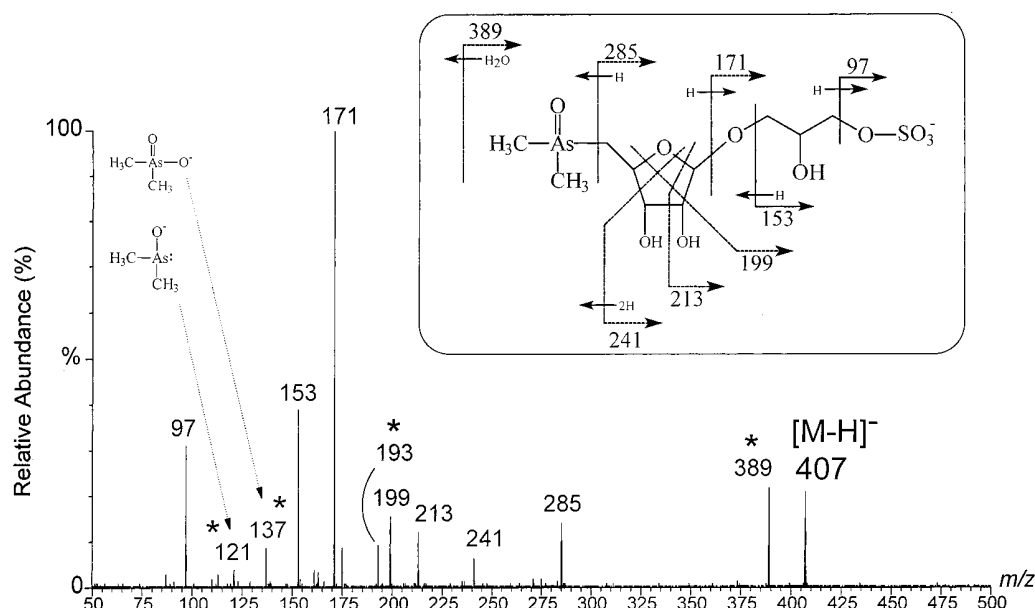 389
H2O
285
H
171
H
97
H
O
H3C
As
CH3
O
O
OH
OH
OH
O
SO3-
H
153
199
213
2H
241
Relative Abundance (%)
100
%
0
171
O
H3C
As
O-
CH3
O-
H3C
As:
CH3
97
*
121
*
137
153
*
193
199
213
241
285
*
389
[M-H]-
407
50
75
100
125
150
175
200
225
250
275
300
325
350
375
400
425
450
475
500
m/z